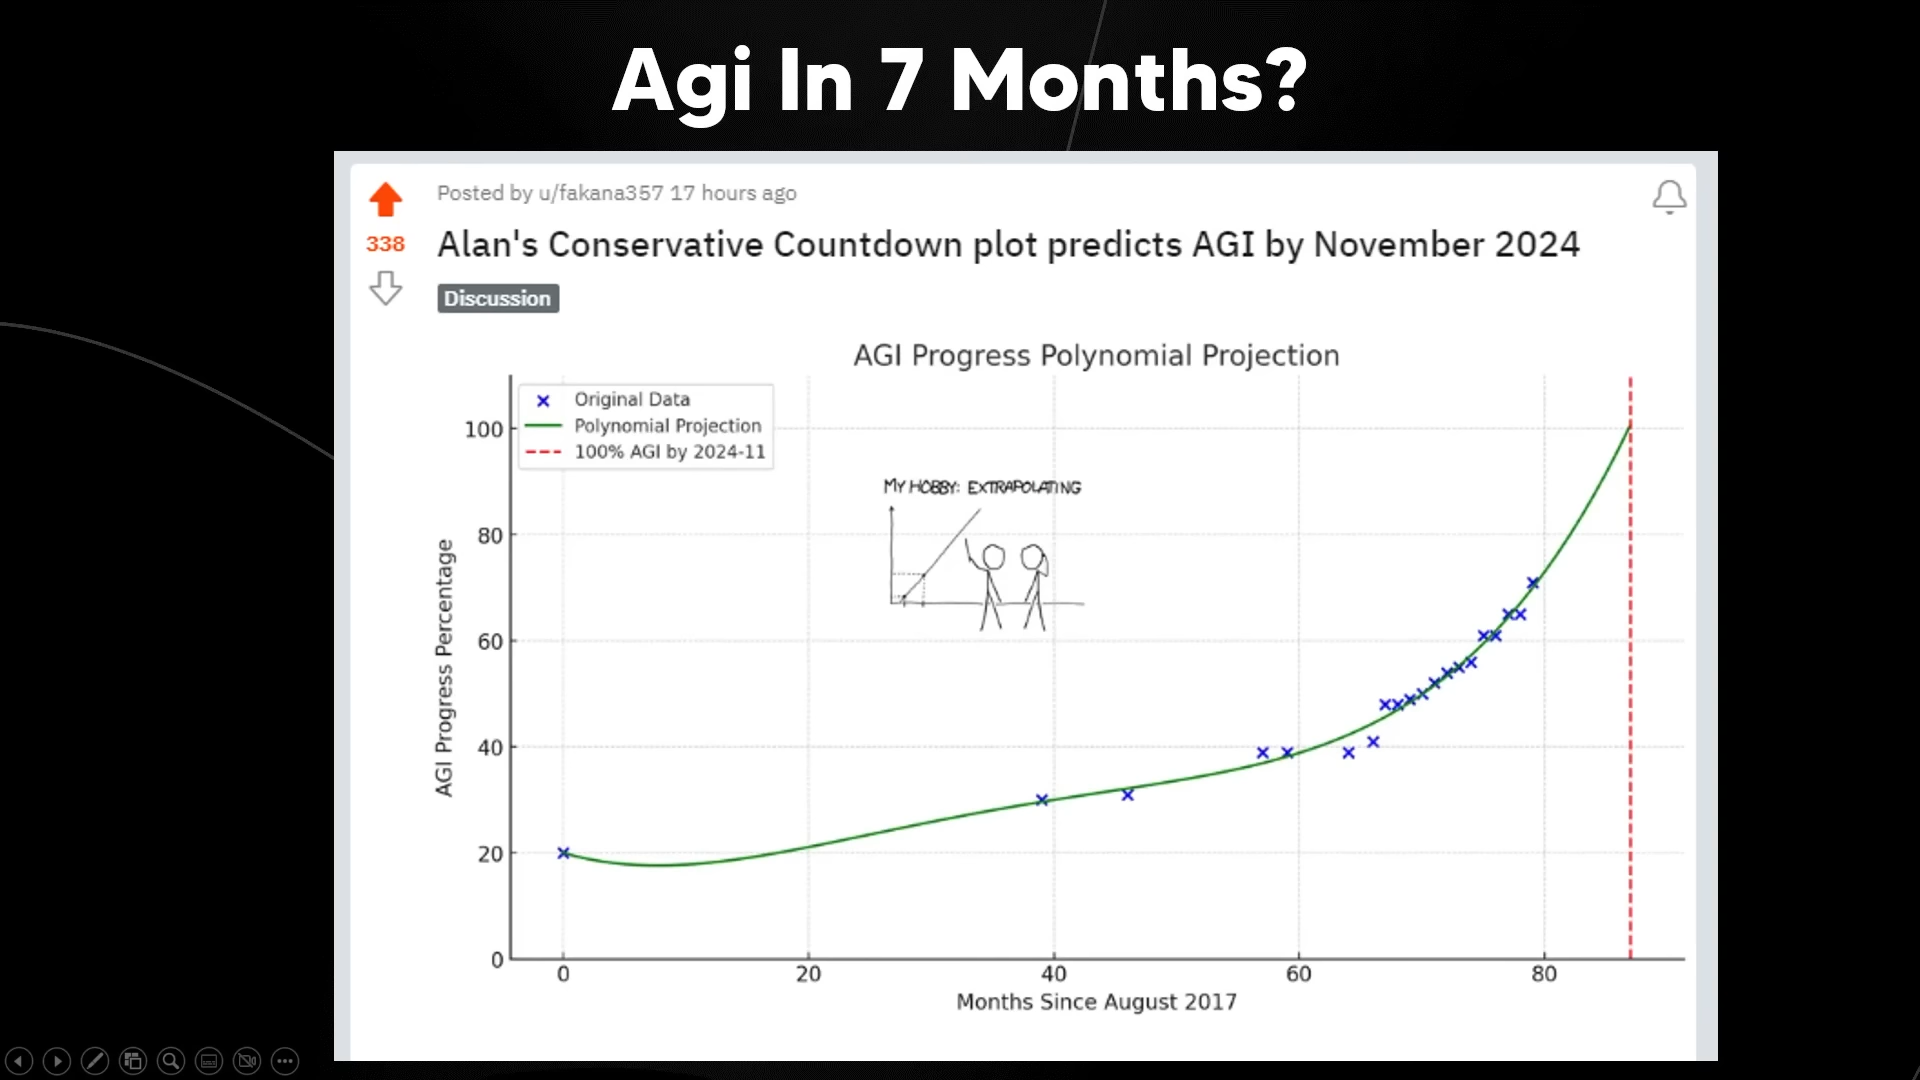 Agi In 7 Months?
Posted by u/fakana357 17 hours ago
338
Alan's Conservative Countdown plot predicts AGI by November 2024
Discussion
AGI Progress Polynomial Projection
Original Data
Polynomial Projection
100% AGI by 2024-11
MY HOBBY: EXTRAPOLATING
AGI Progress Percentage
100
80
60
40
20
0
0 20 40 60 80
Months Since August 2017